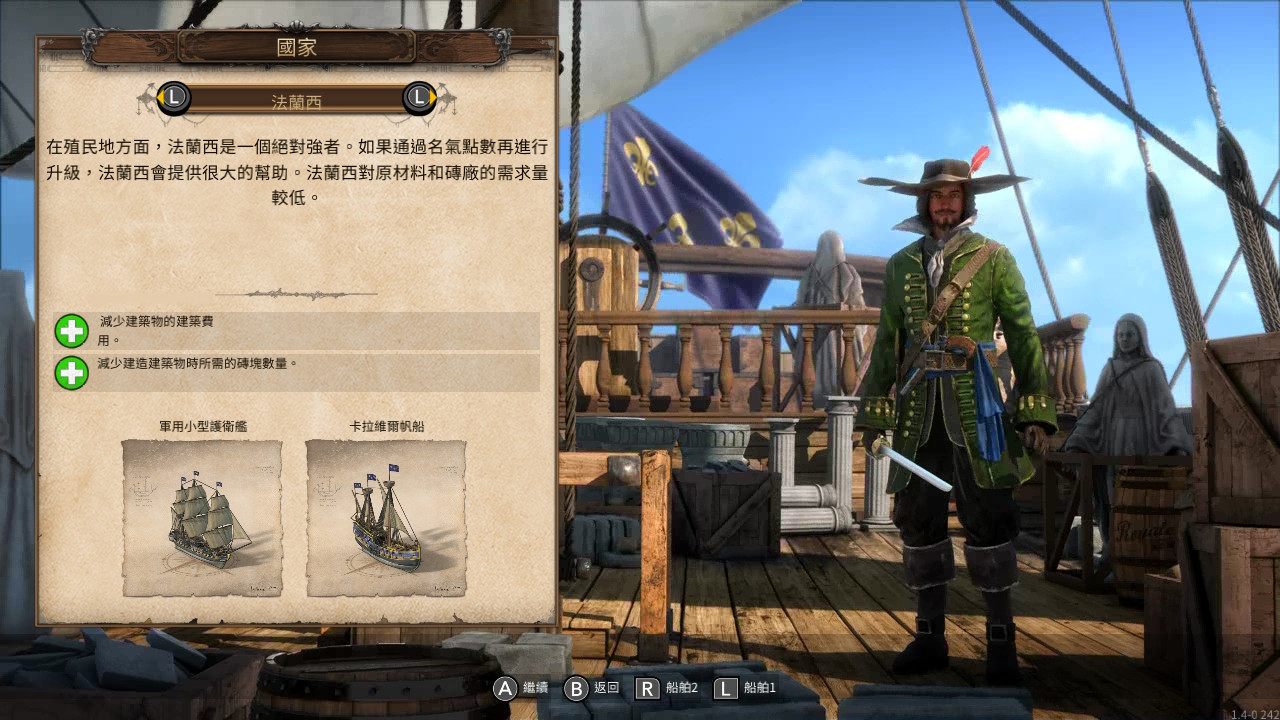 國家
L 法蘭西 L
在殖民地方面，法蘭西是一個絕對強者。如果通過名氣點數再進行
升級，法蘭西會提供很大的幫助。法蘭西對原材料和磚廠的需求量
較低。
減少建築物的建築費
用。
減少建造建築物時所需的磚塊數量。
軍用小型護衛艦 卡拉維爾帆船
A 繼續 B 返回 R 船舶2 L 船舶1
1.4-0 242